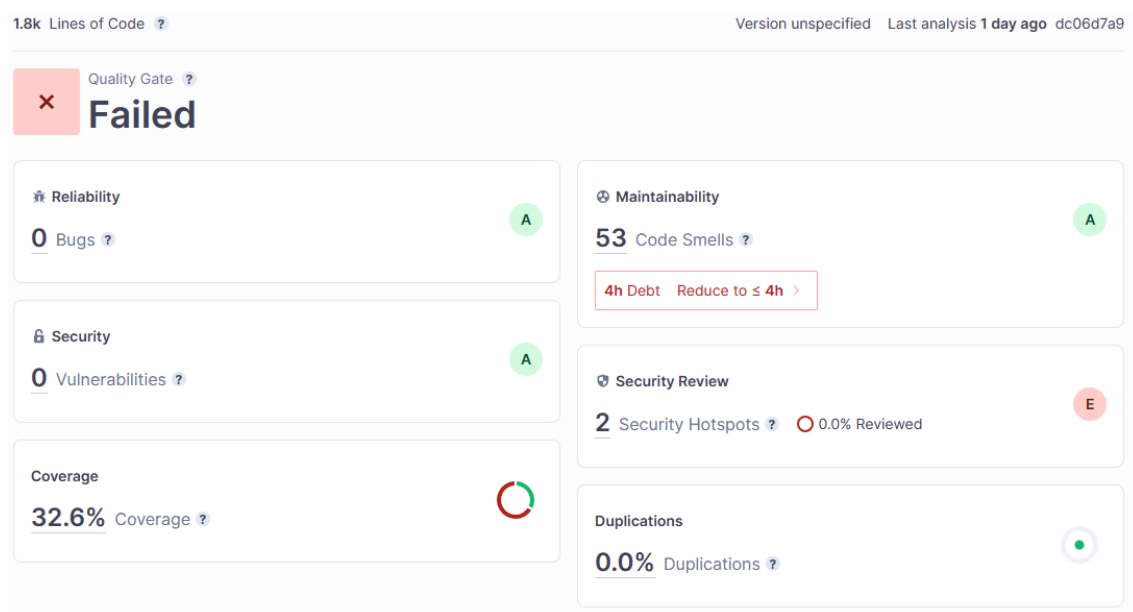 1.8k Lines of Code ?
Version unspecified Last analysis 1 day ago dc06d7a9
Quality Gate ?
Failed
Reliability
0 Bugs ?
A
Maintainability
53 Code Smells ?
A
4h Debt Reduce to ≤ 4h >
Security
0 Vulnerabilities ?
A
Security Review
2 Security Hotspots ? 0.0% Reviewed
E
Coverage
32.6% Coverage ?
Duplications
0.0% Duplications ?